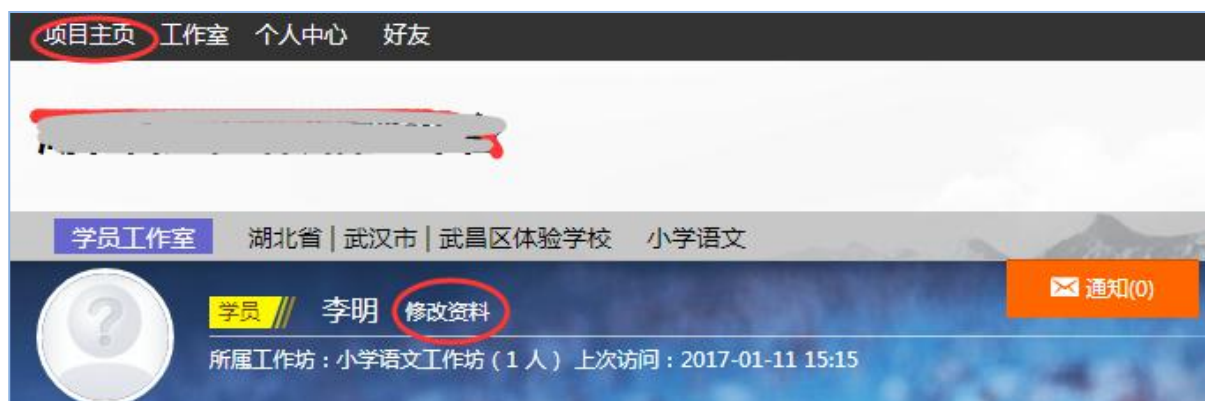 项目主页 工作室 个人中心 好友
学员工作室 湖北省 | 武汉市 | 武昌区体验学校 小学语文
通知(0)
学员 李明 修改资料
所属工作坊：小学语文工作坊（1 人） 上次访问：2017-01-11 15:15